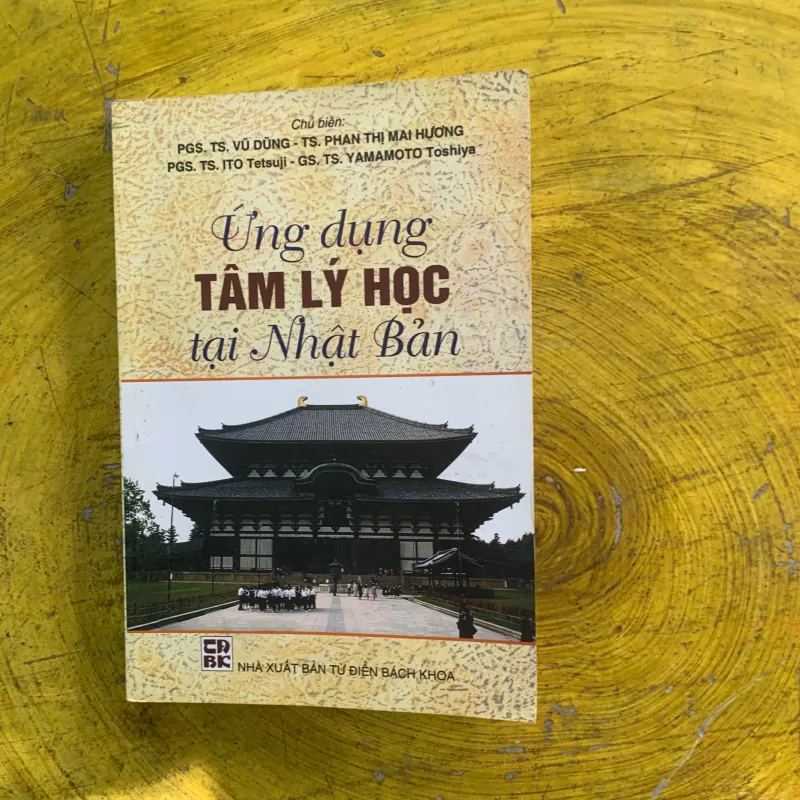 Chủ biên:
PGS. TS. VŨ DŨNG - TS. PHAN THỊ MAI HƯƠNG
PGS. TS. ITO Tetsuji - GS. TS. YAMAMOTO Toshiya
Ứng dụng
TÂM LÝ HỌC
tại Nhật Bản
TĐ
BK
NHÀ XUẤT BẢN TỪ ĐIỂN BÁCH KHOA